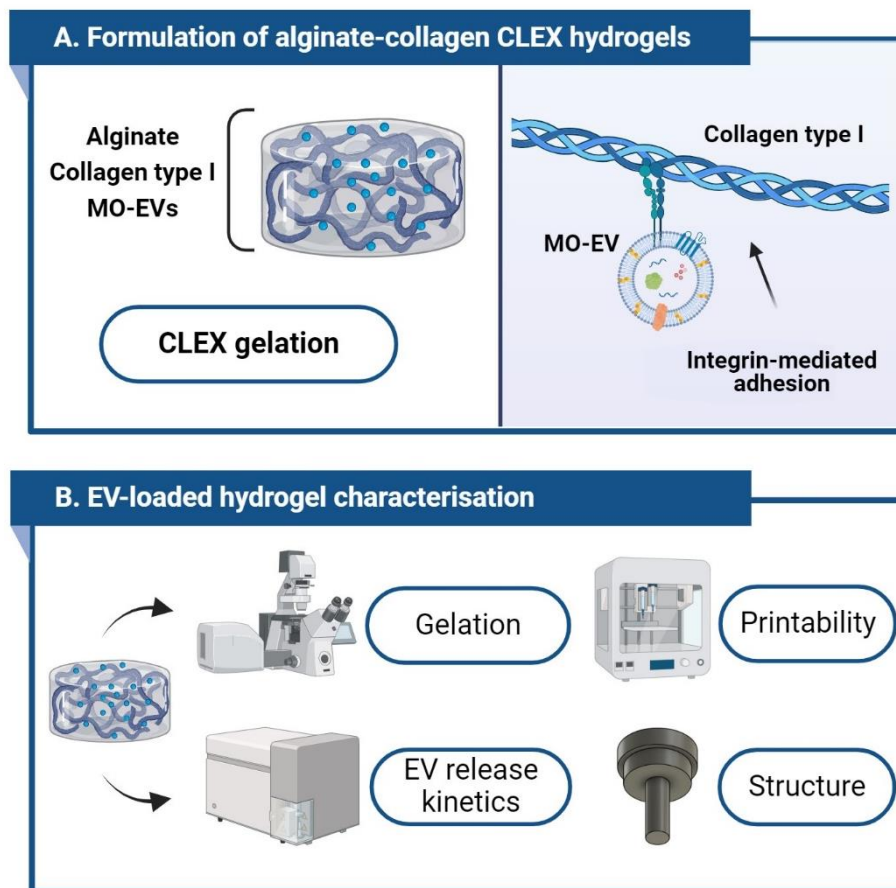 A. Formulation of alginate-collagen CLEX hydrogels
Alginate
Collagen type I
MO-EVs
CLEX gelation
Collagen type I
MO-EV
Integrin-mediated
adhesion
B. EV-loaded hydrogel characterisation
Gelation
Printability
EV release
kinetics
Structure